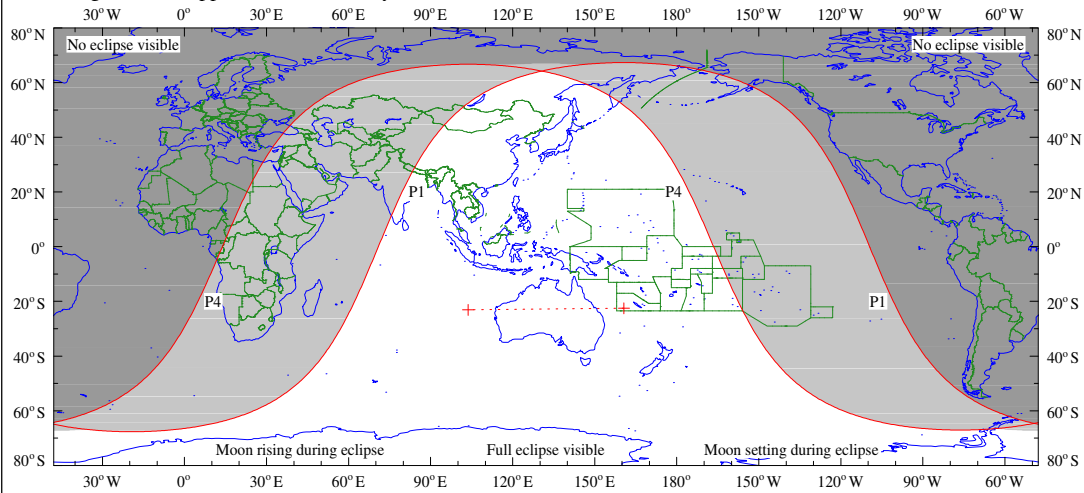 30°W 0° 30°E 60°E 90°E 120°E 150°E 180° 150°W 120°W 90°W 60°W
80°N No eclipse visible No eclipse visible 80°N
60°N 60°N
40°N 40°N
20°N P1 P4 20°N
0° 0°
20°S P4 P1 20°S
40°S 40°S
60°S 60°S
Moon rising during eclipse Full eclipse visible Moon setting during eclipse
80°S 80°S
30°W 0° 30°E 60°E 90°E 120°E 150°E 180° 150°W 120°W 90°W 60°W